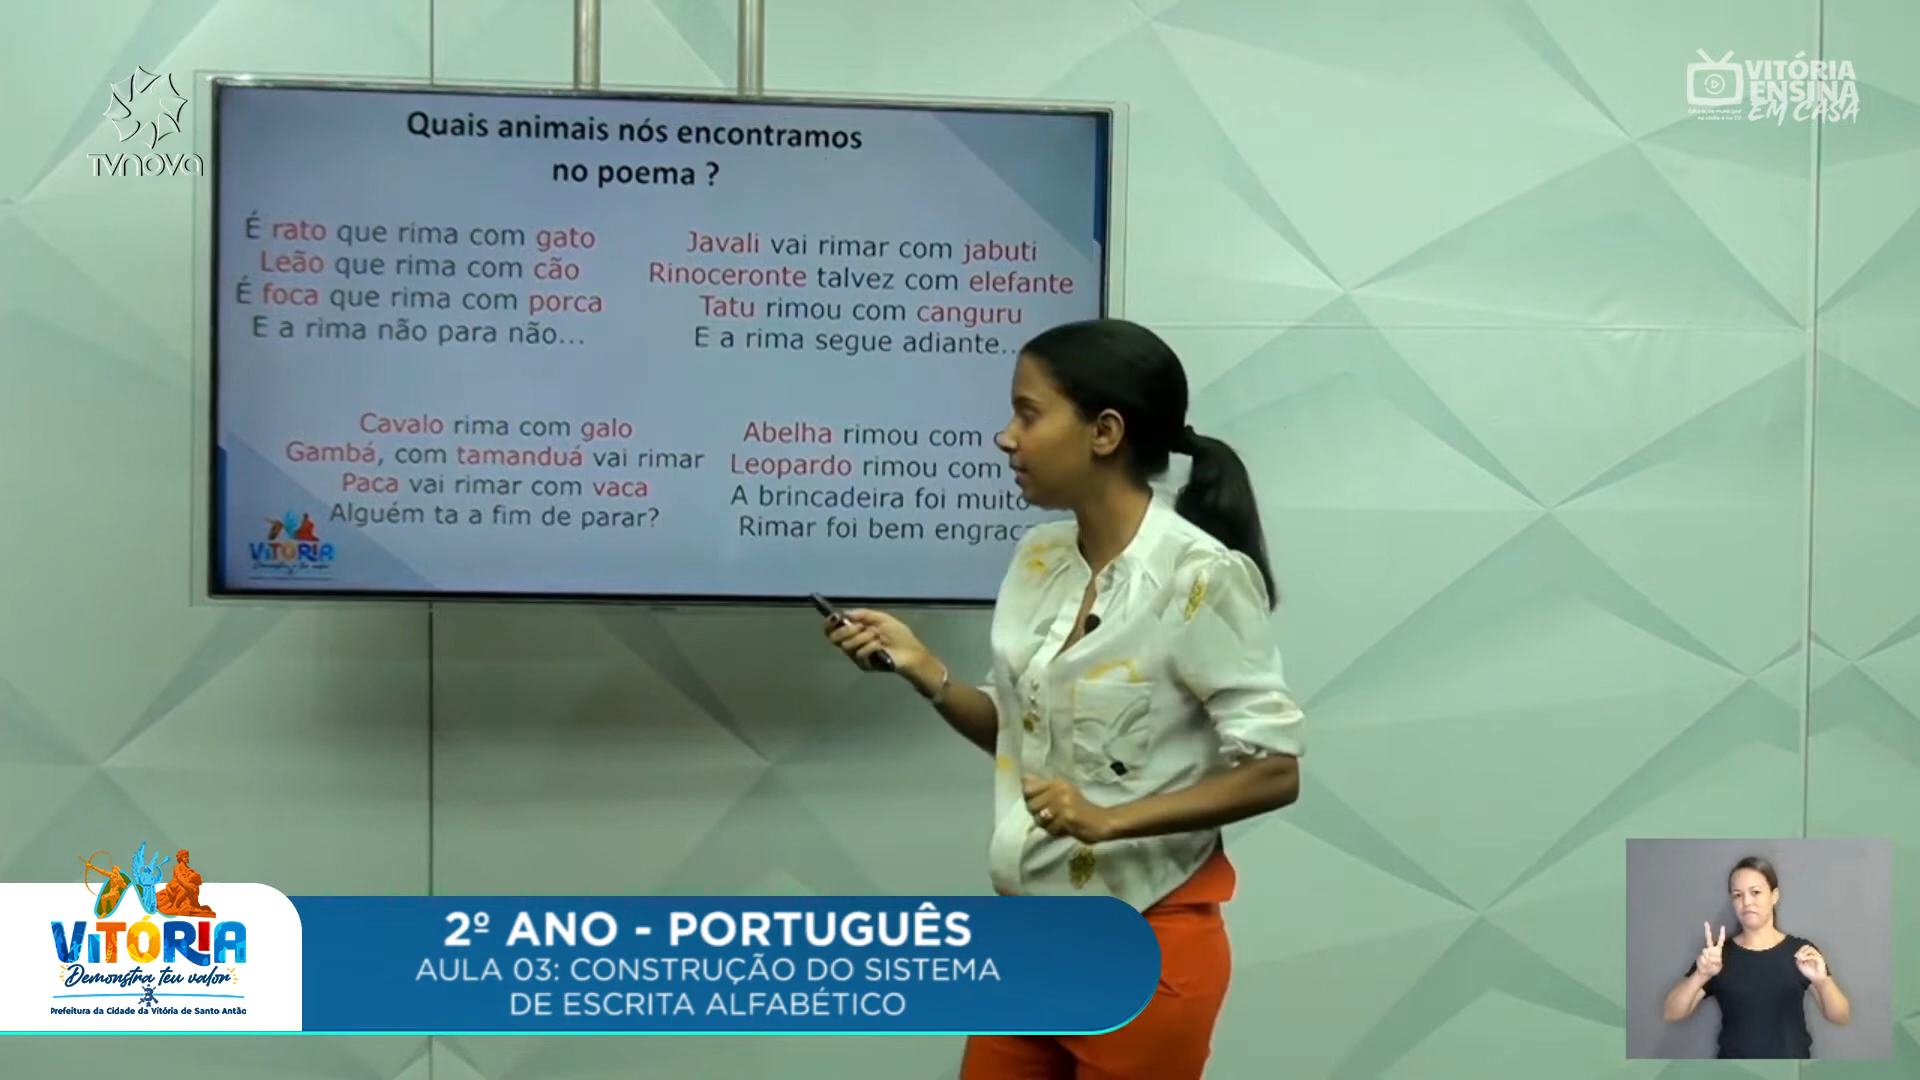 TVNOVA
VITÓRIA
ENSINA
EM CASA
Quais animais nós encontramos
no poema ?
É rato que rima com gato
Leão que rima com cão
É foca que rima com porca
E a rima não para não...
Javali vai rimar com jabuti
Rinoceronte talvez com elefante
Tatu rimou com canguru
E a rima segue adiante..
Cavalo rima com galo
Gambá, com tamanduá vai rimar
Paca vai rimar com vaca
Alguém ta a fim de parar?
Abelha rimou com
Leopardo rimou com
A brincadeira foi muito
Rimar foi bem
VITÓRIA
VITÓRIA
Demonstra teu valor
Prefeitura da Cidade da Vitória de Santo Antão
2º ANO - PORTUGUÊS
AULA 03: CONSTRUÇÃO DO SISTEMA
DE ESCRITA ALFABÉTICO